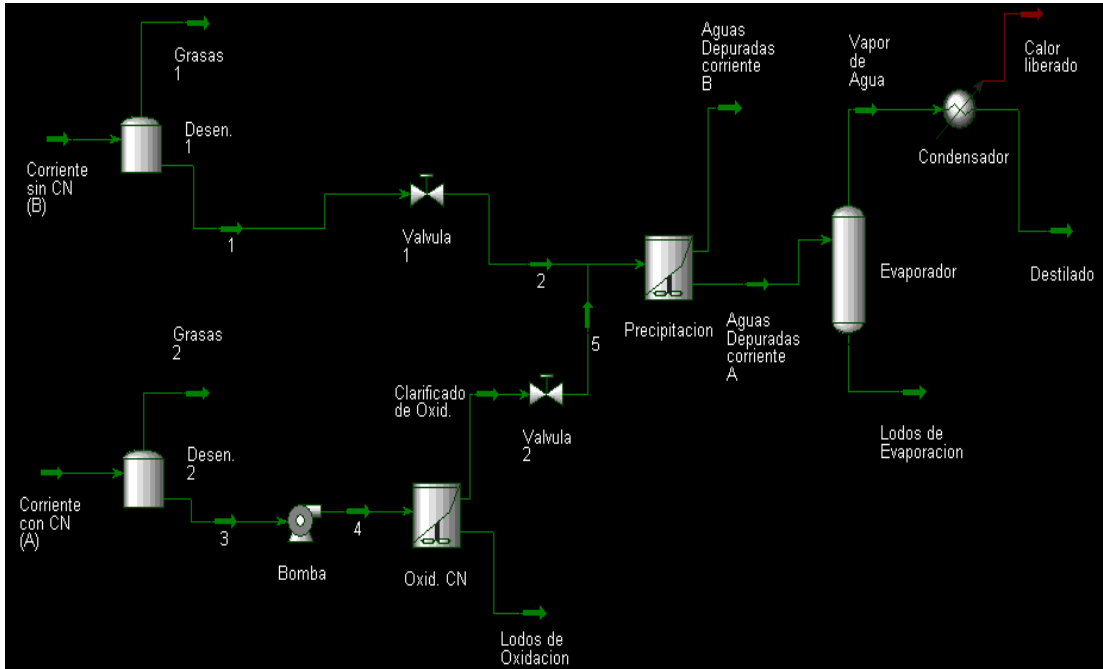 Grasas
1
Desen.
1
Corriente
sin CN
(B)
1
Valvula
1
2
Aguas
Depuradas
corriente
B
Vapor
de
Agua
Calor
liberado
Condensador
Precipitacion
Evaporador
Destilado
5
Aguas
Depuradas
corriente
A
Lodos de
Evaporacion
Grasas
2
Desen.
2
Corriente
con CN
(A)
3
Bomba
4
Clarificado
de Oxid.
Valvula
2
Oxid. CN
Lodos de
Oxidacion